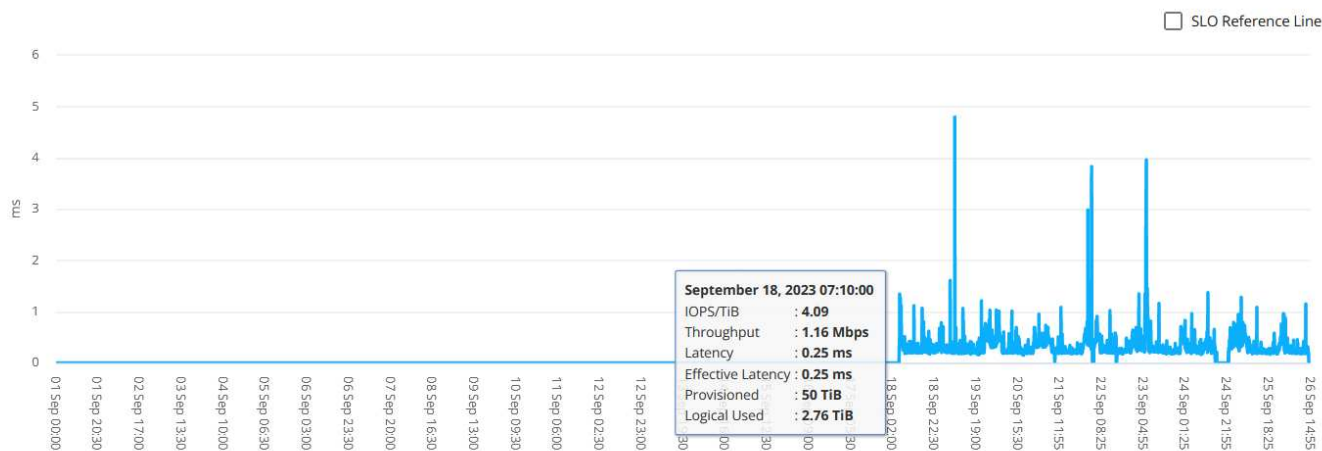 SLO Reference Line
6
5
4
3
2
1
0
ms
September 18, 2023 07:10:00
IOPS/TiB : 4.09
Throughput : 1.16 Mbps
Latency : 0.25 ms
Effective Latency : 0.25 ms
Provisioned : 50 TiB
Logical Used : 2.76 TiB
01 Sep 00:00
01 Sep 20:30
02 Sep 17:00
03 Sep 13:30
04 Sep 10:00
05 Sep 06:30
06 Sep 03:00
06 Sep 23:30
07 Sep 20:00
08 Sep 16:30
09 Sep 13:00
10 Sep 09:30
11 Sep 06:00
12 Sep 02:30
12 Sep 23:00
18 Sep 02:00
18 Sep 22:30
19 Sep 19:00
20 Sep 15:30
21 Sep 11:55
22 Sep 08:25
23 Sep 04:55
24 Sep 01:25
24 Sep 21:55
25 Sep 18:25
26 Sep 14:55